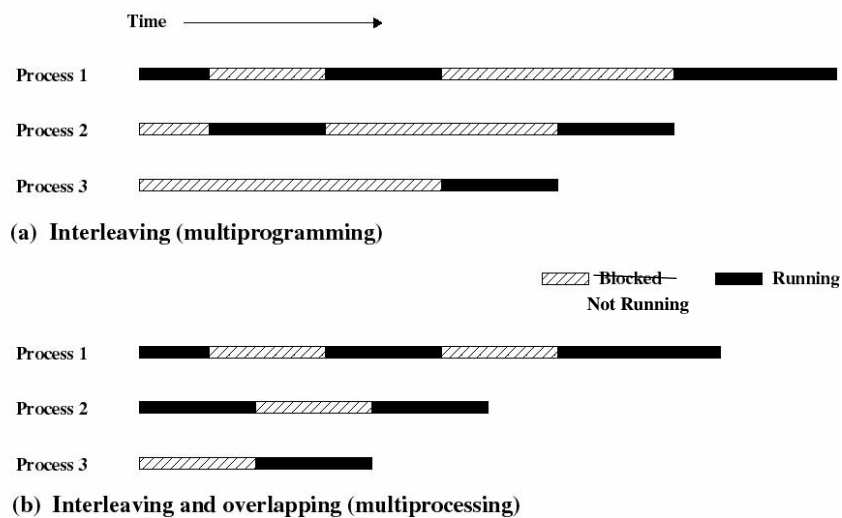 Time
Process 1
Process 2
Process 3
(a) Interleaving (multiprogramming)
Blocked Running
Not Running
Process 1
Process 2
Process 3
(b) Interleaving and overlapping (multiprocessing)